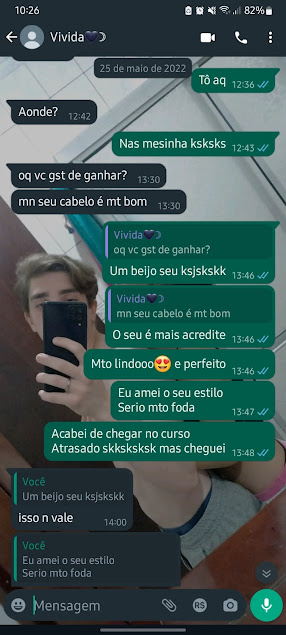 10:26
82%
Vivida🖤☽
25 de maio de 2022
Tô aq
12:36
Aonde?
12:42
Nas mesinha ksksks
12:43
oq vc gst de ganhar?
13:30
mn seu cabelo é mt bom
13:30
Vivida🖤☽
oq vc gst de ganhar?
Um beijo seu ksjskskk
13:46
Vivida🖤☽
mn seu cabelo é mt bom
O seu é mais acredite
13:46
Mto lindooo😍 e perfeito
13:46
Eu amei o seu estilo
Serio mto foda
13:47
Acabei de chegar no curso
Atrasado skksksksk mas cheguei
13:48
Você
Um beijo seu ksjskskk
isso n vale
14:00
Você
Eu amei o seu estilo
Serio mto foda
Mensagem
R$